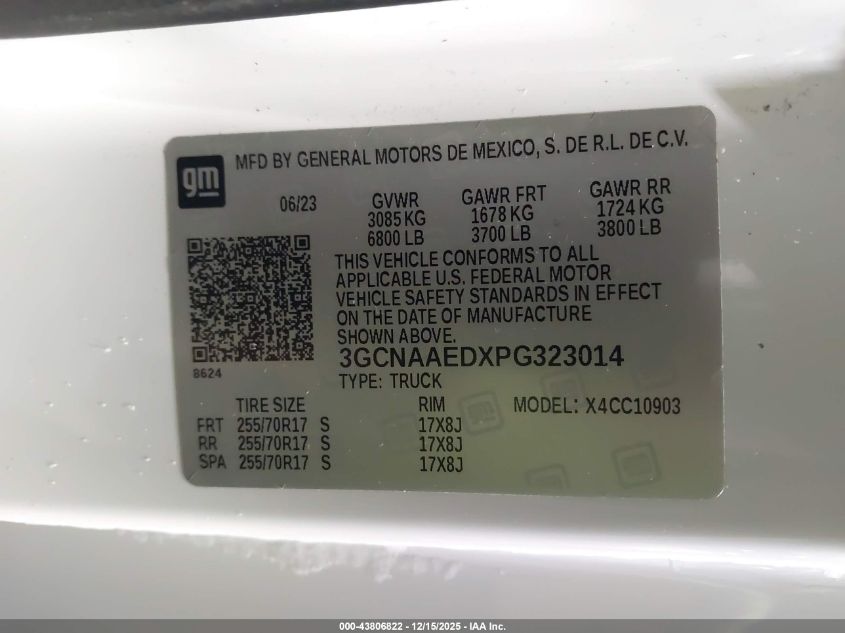 gm
MFD BY GENERAL MOTORS DE MEXICO, S. DE R.L. DE C.V.
06/23 GVWR GAWR FRT GAWR RR
3085 KG 1678 KG 1724 KG
6800 LB 3700 LB 3800 LB
THIS VEHICLE CONFORMS TO ALL
APPLICABLE U.S. FEDERAL MOTOR
VEHICLE SAFETY STANDARDS IN EFFECT
ON THE DATE OF MANUFACTURE
SHOWN ABOVE.
3GCNAAEDXPG323014
8624
TYPE: TRUCK
TIRE SIZE RIM MODEL: X4CC10903
FRT 255/70R17 S 17X8J
RR 255/70R17 S 17X8J
SPA 255/70R17 S 17X8J
000-43806822 - 12/15/2025 - IAA Inc.